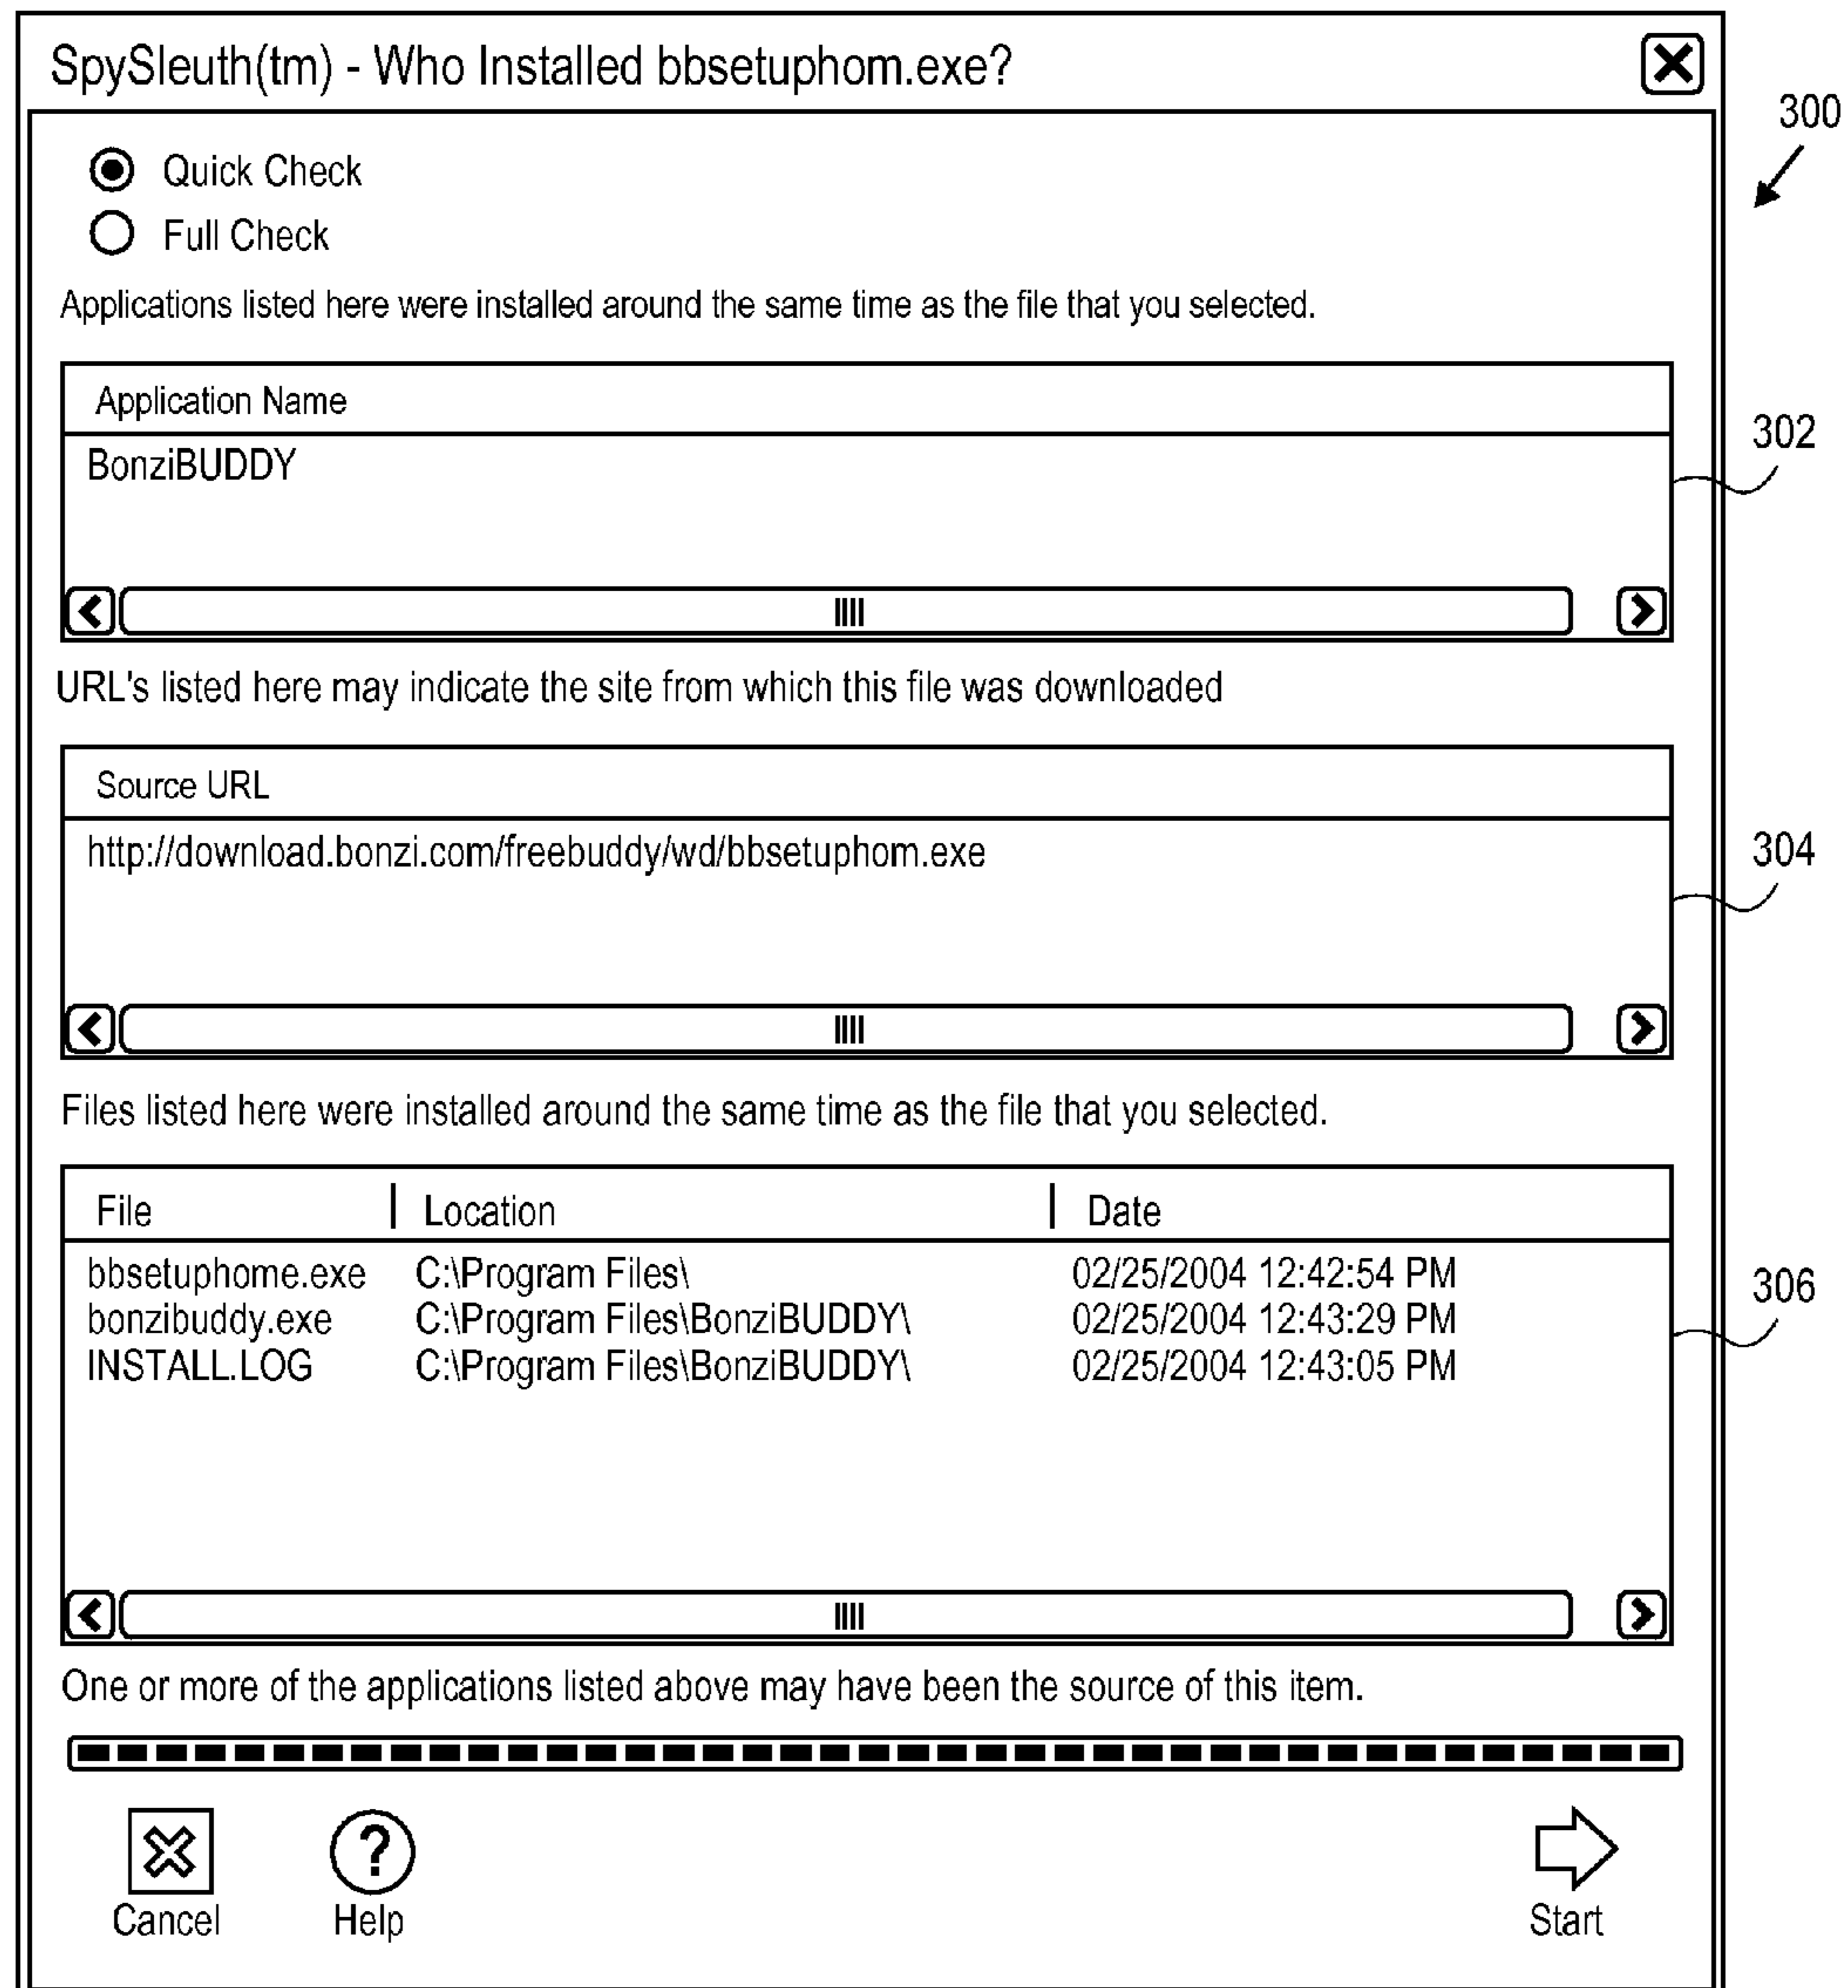 SpySleuth(tm) - Who Installed bbsetuphom.exe?
300
Quick Check
Full Check
Applications listed here were installed around the same time as the file that you selected.
Application Name
302
BonziBUDDY
URL's listed here may indicate the site from which this file was downloaded
Source URL
http://download.bonzi.com/freebuddy/wd/bbsetuphom.exe
304
Files listed here were installed around the same time as the file that you selected.
File | Location | Date
bbsetuphome.exe C:\Program Files\ 02/25/2004 12:42:54 PM
306
bonzibuddy.exe C:\Program Files\BonziBUDDY\ 02/25/2004 12:43:29 PM
INSTALL.LOG C:\Program Files\BonziBUDDY\ 02/25/2004 12:43:05 PM
One or more of the applications listed above may have been the source of this item.
Cancel Help Start